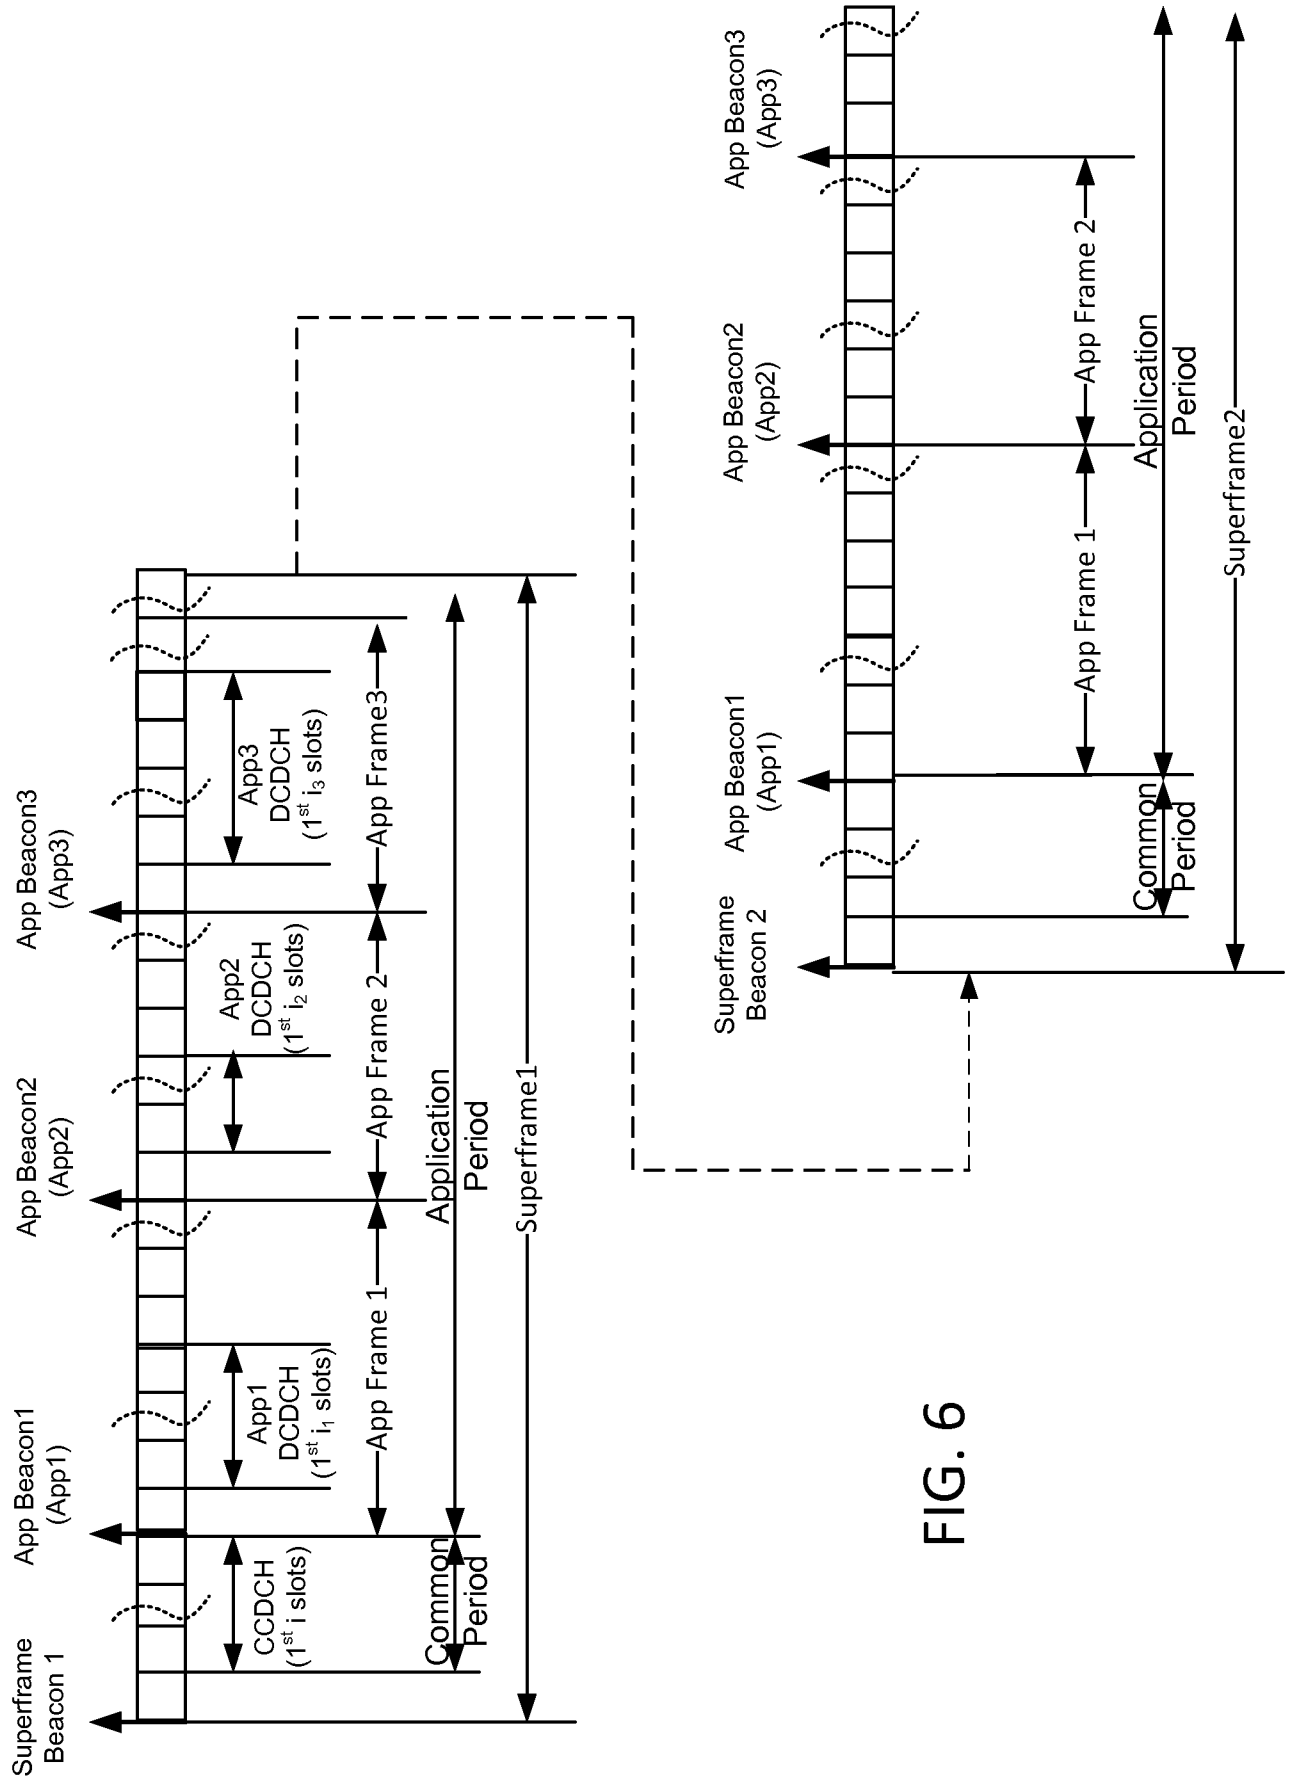 Superframe
Beacon 1
App Beacon1
(App1)
App Beacon2
(App2)
App Beacon3
(App3)
CCDCH
(1st i slots)
App1
DCDCH
(1st i1 slots)
App2
DCDCH
(1st i2 slots)
App3
DCDCH
(1st i3 slots)
App Frame 1
App Frame 2
App Frame3
Common
Period
Application
Period
Superframe1
Superframe
Beacon 2
App Beacon1
(App1)
App Beacon2
(App2)
App Beacon3
(App3)
App Frame 1
App Frame 2
Common
Period
Application
Period
Superframe2
FIG. 6